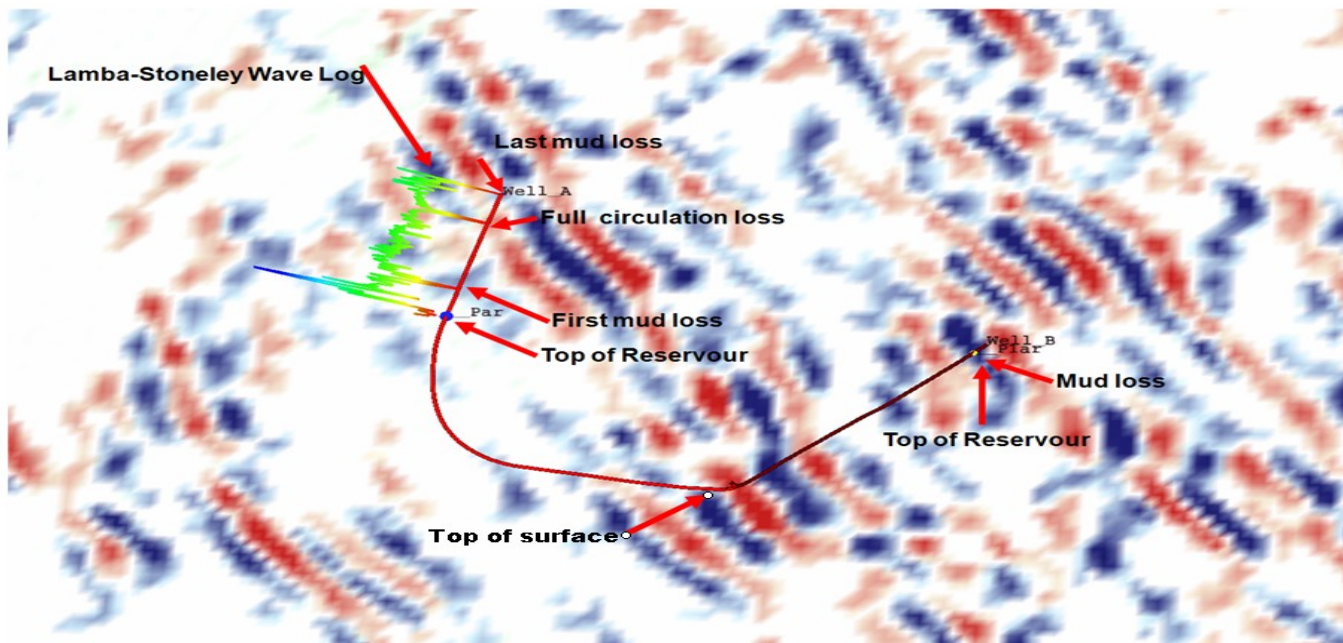 Lamba-Stoneley Wave Log
Last mud loss
Well_A
Full circulation loss
_Par
First mud loss
Top of Reservour
Well_B
Mud loss
Top of Reservour
Top of surface